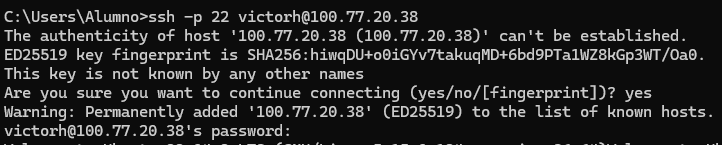 C:\Users\Alumno>ssh -p 22 victorh@100.77.20.38
The authenticity of host '100.77.20.38 (100.77.20.38)' can't be established.
ED25519 key fingerprint is SHA256:hiwqDU+o0iGYv7takuqMD+6bd9PTa1WZ8kGp3WT/Oa0.
This key is not known by any other names
Are you sure you want to continue connecting (yes/no/[fingerprint])? yes
Warning: Permanently added '100.77.20.38' (ED25519) to the list of known hosts.
victorh@100.77.20.38's password: